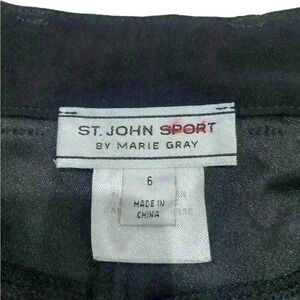 ST. JOHN SPORT
BY MARIE GRAY
6
MADE IN
CHINA